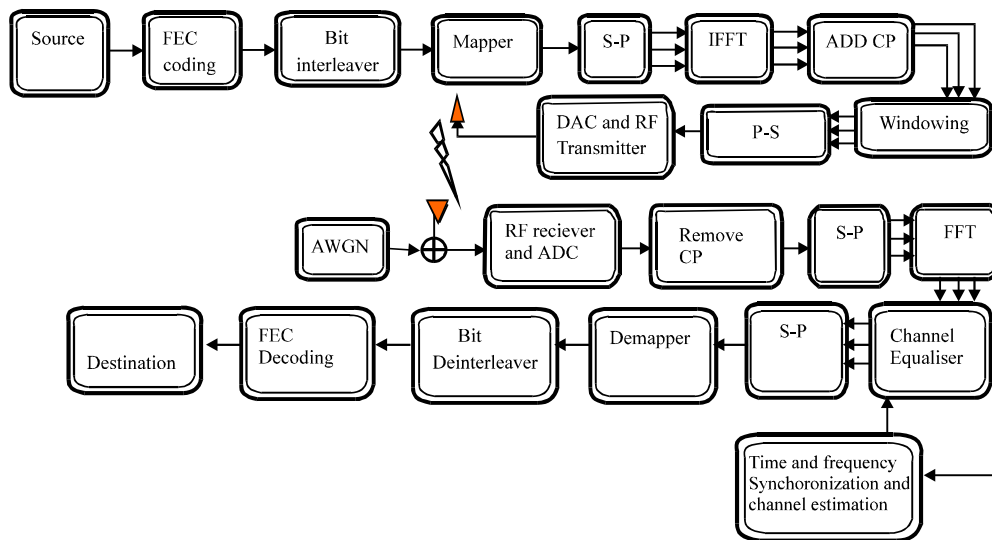 Source
FEC
coding
Bit
interleaver
Mapper
S-P
IFFT
ADD CP
DAC and RF
Transmitter
P-S
Windowing
AWGN
RF reciever
and ADC
Remove
CP
S-P
FFT
Destination
FEC
Decoding
Bit
Deinterleaver
Demapper
S-P
Channel
Equaliser
Time and frequency
Synchoronization and
channel estimation